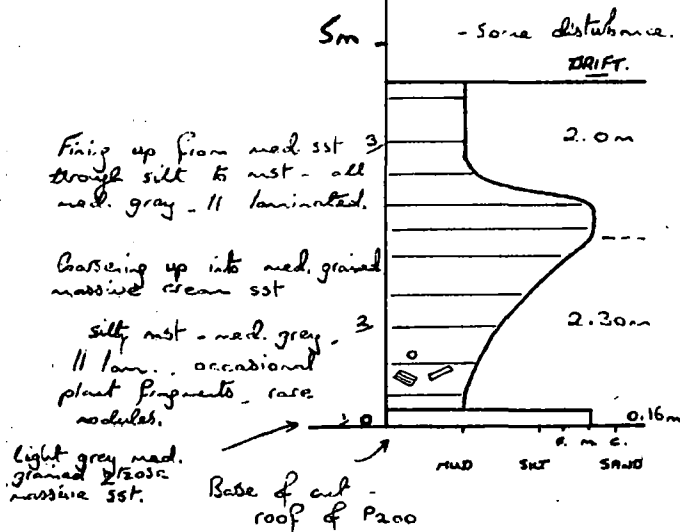 5m
- Some disturbance.
DRIFT.
Fining up from med sst
through silt to mst - all
med. gray - // laminated.
3
2.0m
Coarsening up into med. grained
massive cream sst
silty mst - med. grey -
// lam., occasional
plant fragments, rare
nodules.
3
2.30m
0
0.16m
F. M. C.
MUD SILT SAND
Light grey med.
grained
massive sst.
Base of cut -
roof of P200